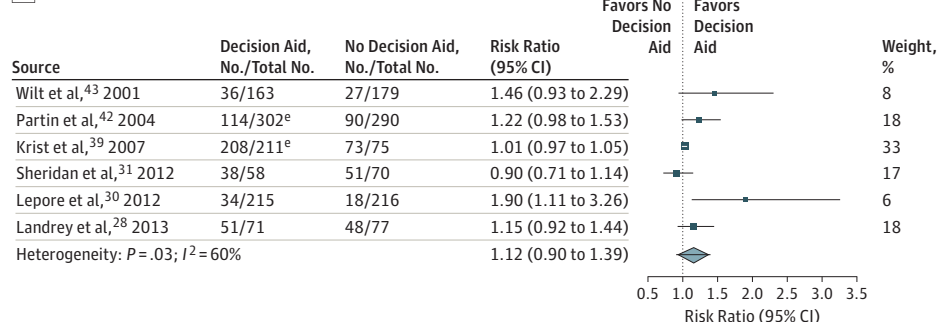 Favors No Favors
Decision Decision
Aid Aid
Decision Aid, No Decision Aid, Risk Ratio Weight,
Source No./Total No. No./Total No. (95% CI) %
Wilt et al,43 2001 36/163 27/179 1.46 (0.93 to 2.29) 8
Partin et al,42 2004 114/302e 90/290 1.22 (0.98 to 1.53) 18
Krist et al,39 2007 208/211e 73/75 1.01 (0.97 to 1.05) 33
Sheridan et al,31 2012 38/58 51/70 0.90 (0.71 to 1.14) 17
Lepore et al,30 2012 34/215 18/216 1.90 (1.11 to 3.26) 6
Landrey et al,28 2013 51/71 48/77 1.15 (0.92 to 1.44) 18
Heterogeneity: P = .03; I2 = 60% 1.12 (0.90 to 1.39)
0.5 1.0 1.5 2.0 2.5 3.0 3.5
Risk Ratio (95% CI)